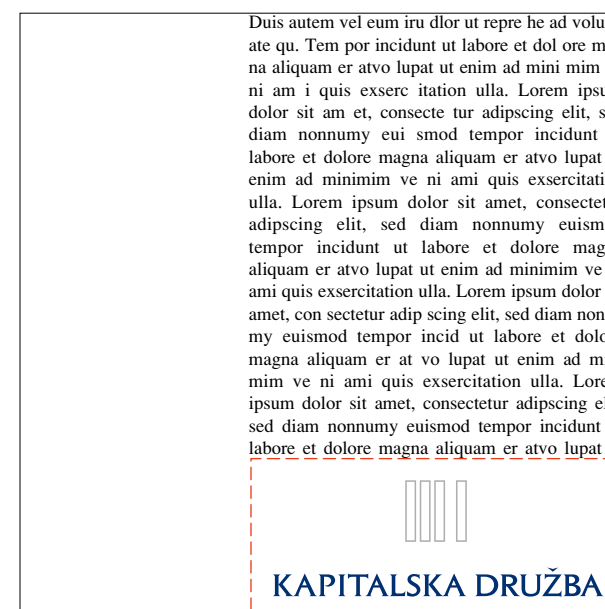 Duis autem vel eum iru dlor ut repre he ad volu
ate qu. Tem por incidunt ut labore et dol ore m
na aliquam er atvo lupat ut enim ad mini mim
ni am i quis exserc itation ulla. Lorem ipsu
dolor sit am et, consecte tur adipscing elit, s
diam nonnumy eui smod tempor incidunt
labore et dolore magna aliquam er atvo lupat
enim ad minimim ve ni ami quis exsercitati
ulla. Lorem ipsum dolor sit amet, consectet
adipscing elit, sed diam nonnumy euism
tempor incidunt ut labore et dolore mag
aliquam er atvo lupat ut enim ad minimim ve
ami quis exsercitation ulla. Lorem ipsum dolor
amet, con sectetur adip scing elit, sed diam non
my euismod tempor incid ut labore et dolo
magna aliquam er at vo lupat ut enim ad m
mim ve ni ami quis exsercitation ulla. Lore
ipsum dolor sit amet, consectetur adipscing el
sed diam nonnumy euismod tempor incidunt
labore et dolore magna aliquam er atvo lupat
KAPITALSKA DRUŽBA